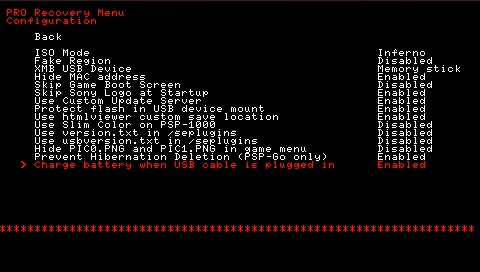 PRO Recovery Menu
Configuration
Back
ISO Mode Inferno
Fake Region Disabled
XMB USB Device Memory stick
Hide MAC address Enabled
Skip Game Boot Screen Disabled
Skip Sony Logo at Startup Enabled
Use Custom Update Server Enabled
Protect flash in USB device mount Enabled
Use htmlviewer custom save location Enabled
Use Slim Color on PSP-1000 Disabled
Use version.txt in /seplugins Disabled
Use usbversion.txt in /seplugins Disabled
Hide PIC0.PNG and PIC1.PNG in game menu Disabled
Prevent Hibernation Deletion (PSP-Go only) Enabled
> Charge battery when USB cable is plugged in Enabled
********************************************************************